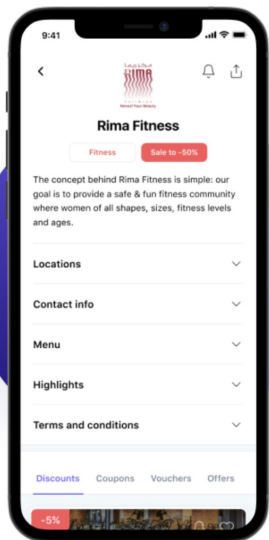 9:41
RIMA
Rima Fitness
Fitness
Sale to -50%
The concept behind Rima Fitness is simple: our
goal is to provide a safe & fun fitness community
where women of all shapes, sizes, fitness levels
and ages.
Locations
Contact info
Menu
Highlights
Terms and conditions
Discounts Coupons Vouchers Offers
-5%